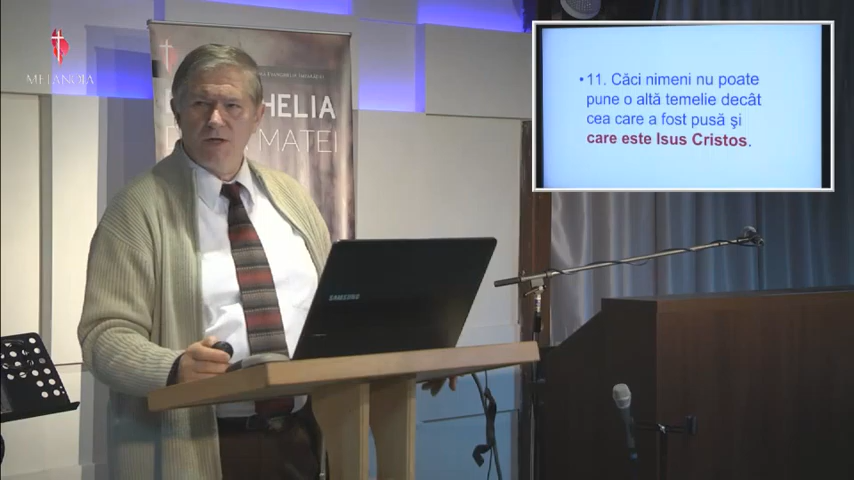 METANOIA
HELIA
MATEI
• 11. Căci nimeni nu poate
pune o altă temelie decât
cea care a fost pusă şi
care este Isus Cristos.
SAMSUNG